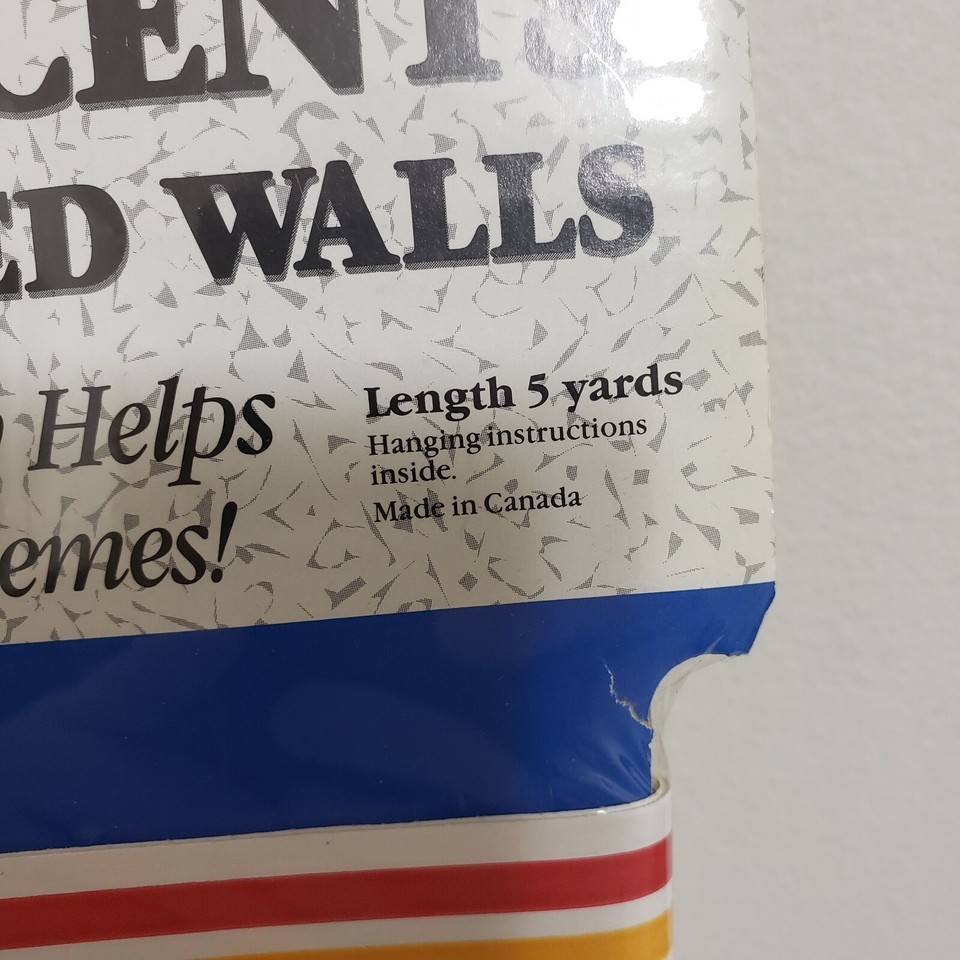 CENTS
ED WALLS
Helps
emes!
Length 5 yards
Hanging instructions
inside.
Made in Canada